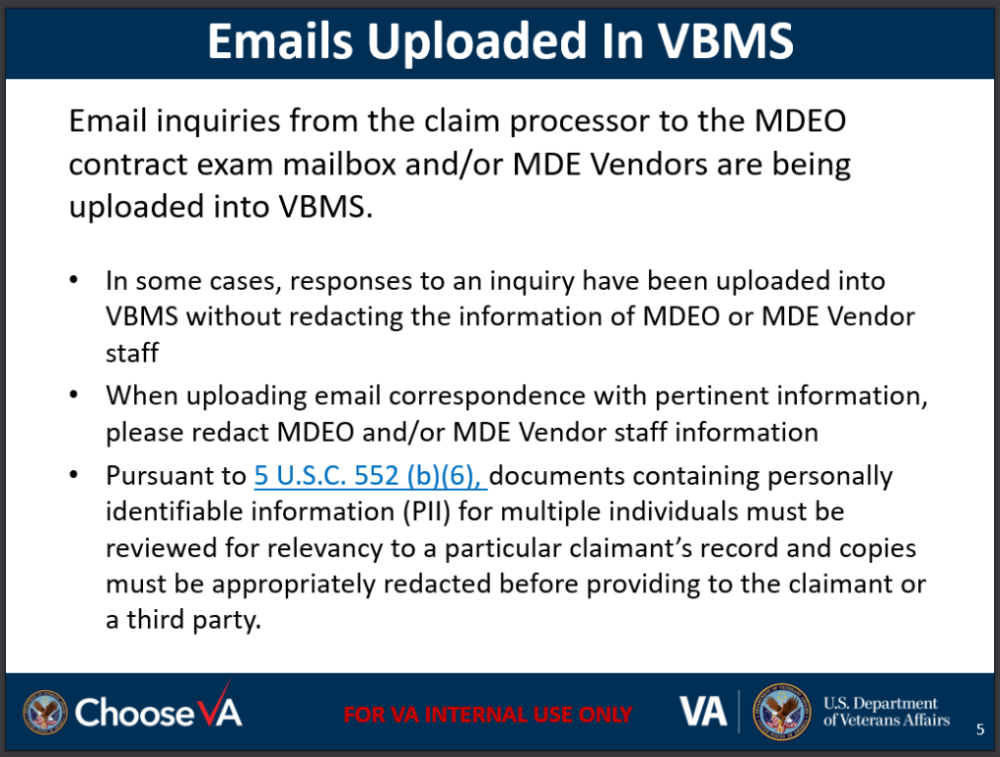 Emails Uploaded In VBMS
Email inquiries from the claim processor to the MDEO
contract exam mailbox and/or MDE Vendors are being
uploaded into VBMS.
• In some cases, responses to an inquiry have been uploaded into
VBMS without redacting the information of MDEO or MDE Vendor
staff
• When uploading email correspondence with pertinent information,
please redact MDEO and/or MDE Vendor staff information
• Pursuant to 5 U.S.C. 552 (b)(6), documents containing personally
identifiable information (PII) for multiple individuals must be
reviewed for relevancy to a particular claimant’s record and copies
must be appropriately redacted before providing to the claimant or
a third party.
Choose VA
FOR VA INTERNAL USE ONLY
VA
U.S. Department
of Veterans Affairs
5